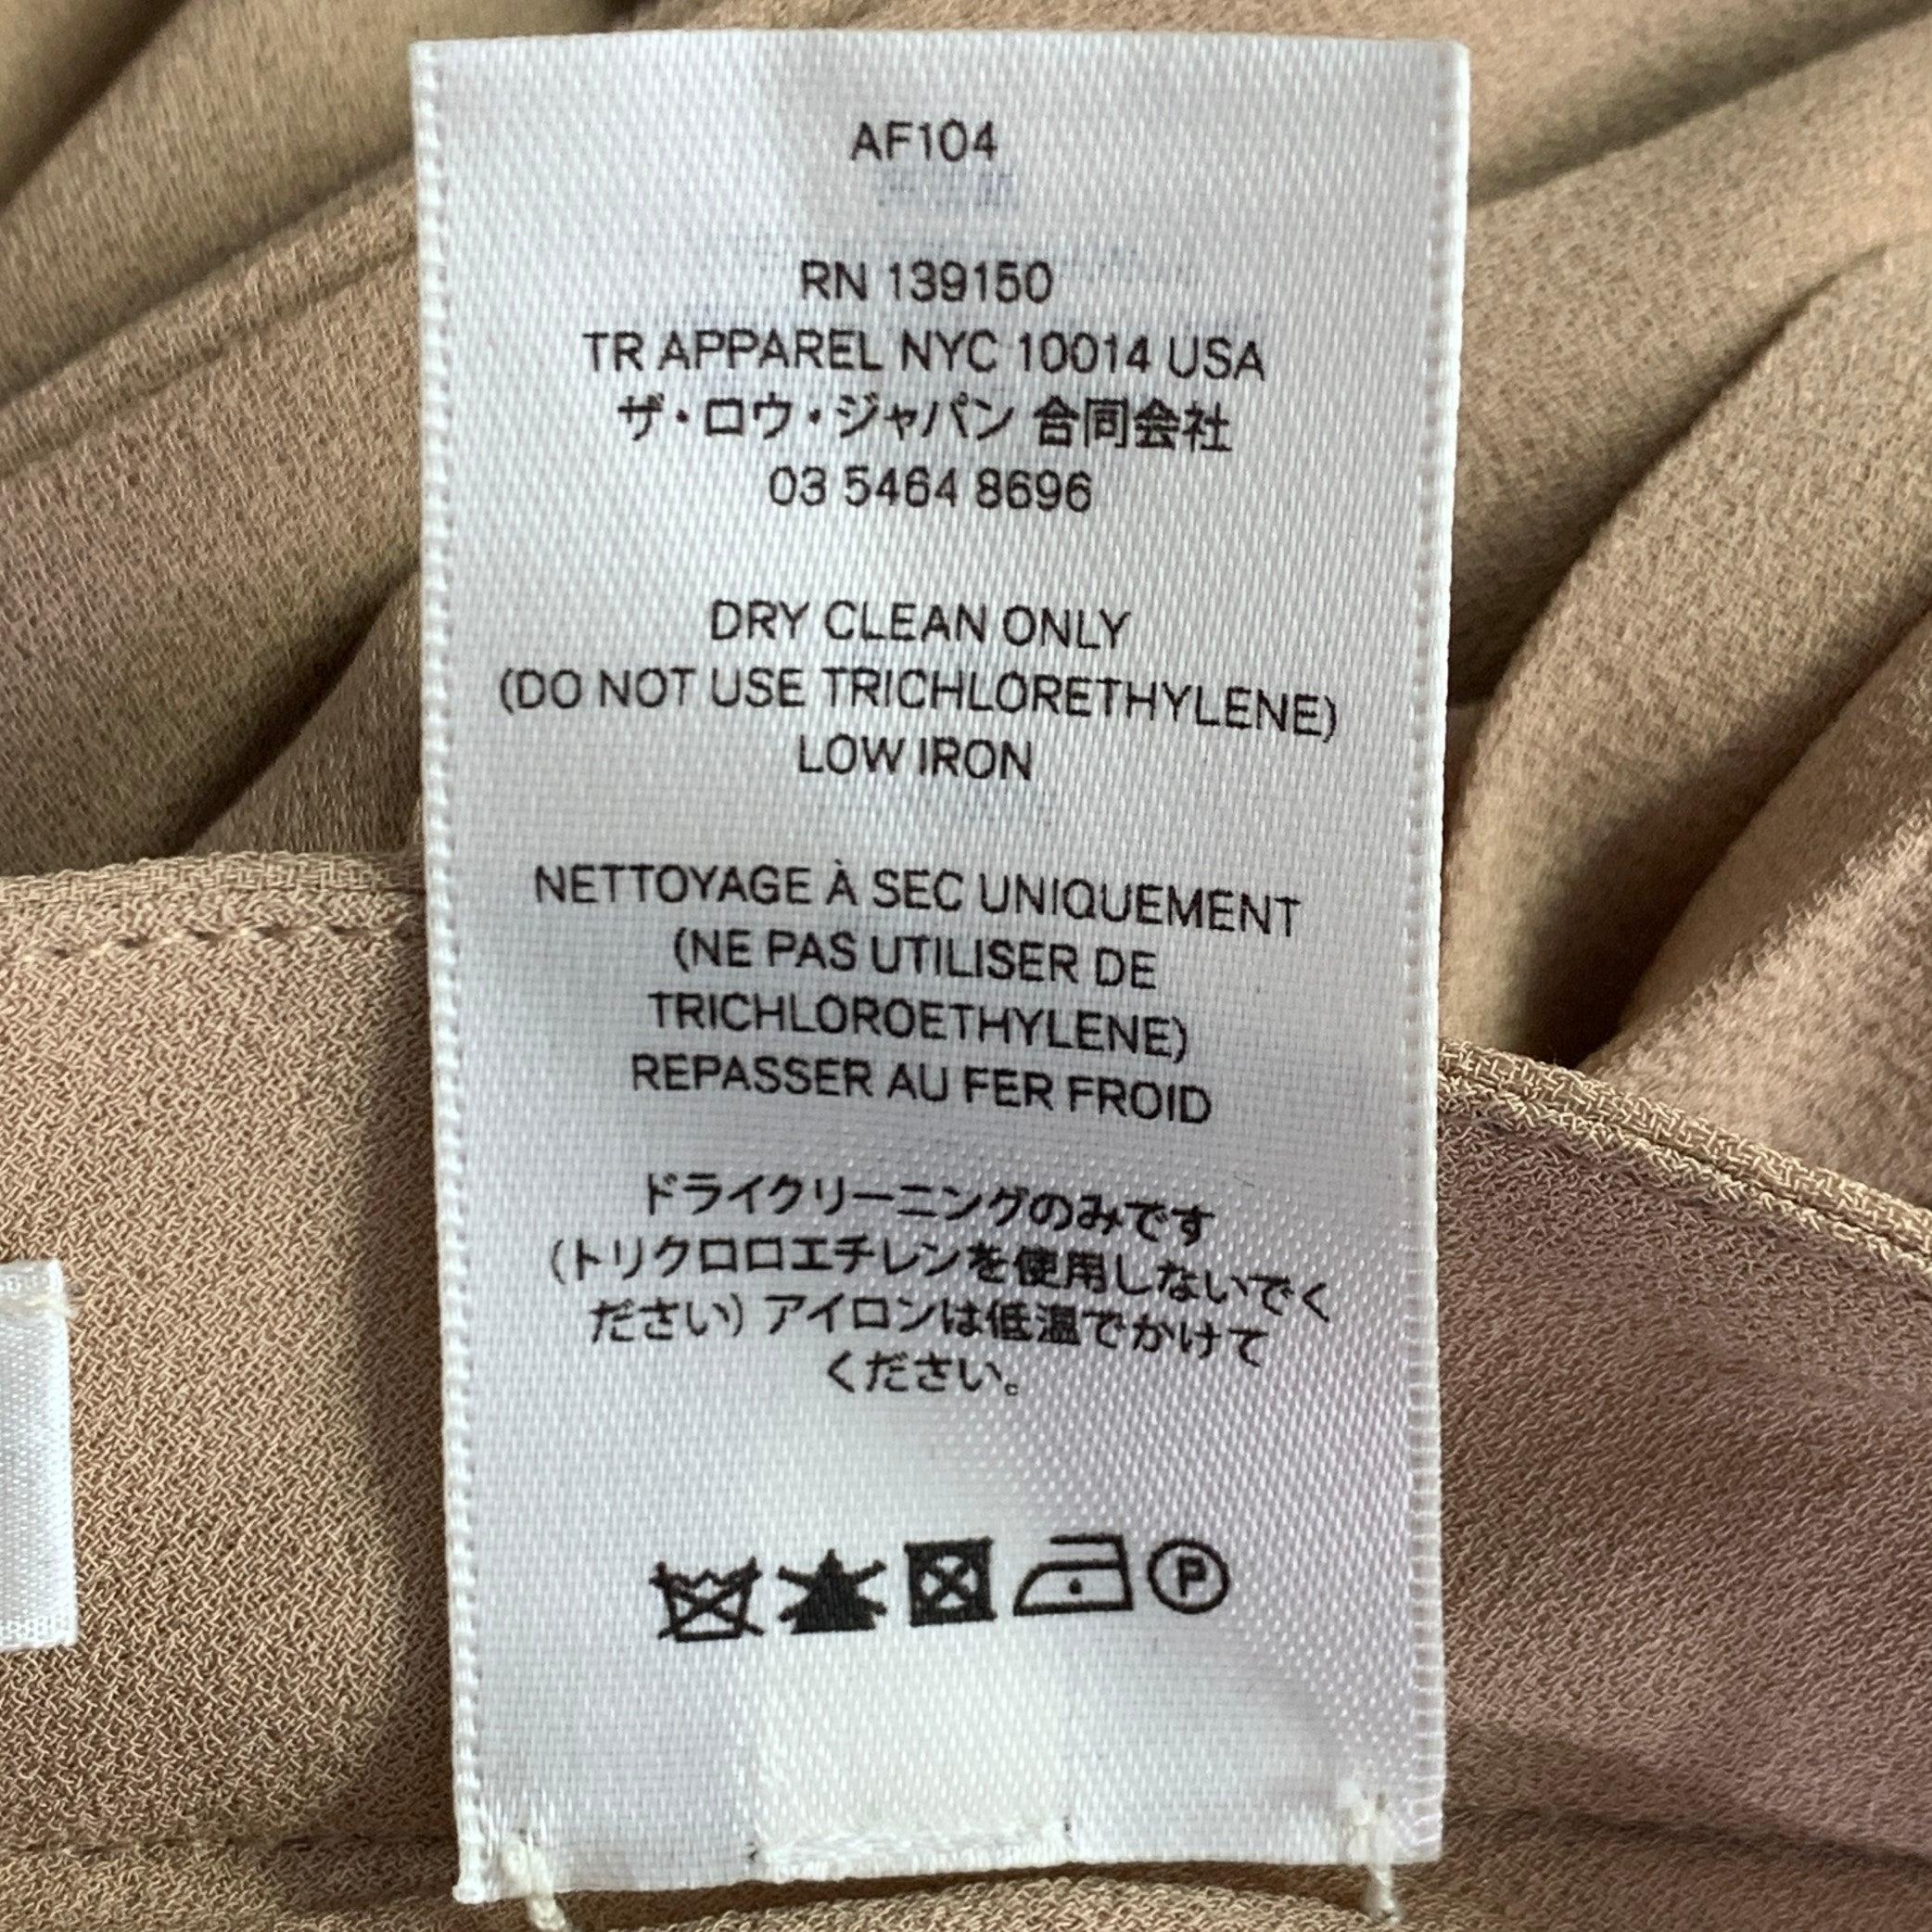 AF104
RN 139150
TR APPAREL NYC 10014 USA
ザ・ロウ・ジャパン 合同会社
03 5464 8696
DRY CLEAN ONLY
(DO NOT USE TRICHLORETHYLENE)
LOW IRON
NETTOYAGE À SEC UNIQUEMENT
(NE PAS UTILISER DE
TRICHLOROETHYLENE)
REPASSER AU FER FROID
ドライクリーニングのみです
(トリクロロエチレンを使用しないでく
ださい) アイロンは低温でかけて
ください。
P